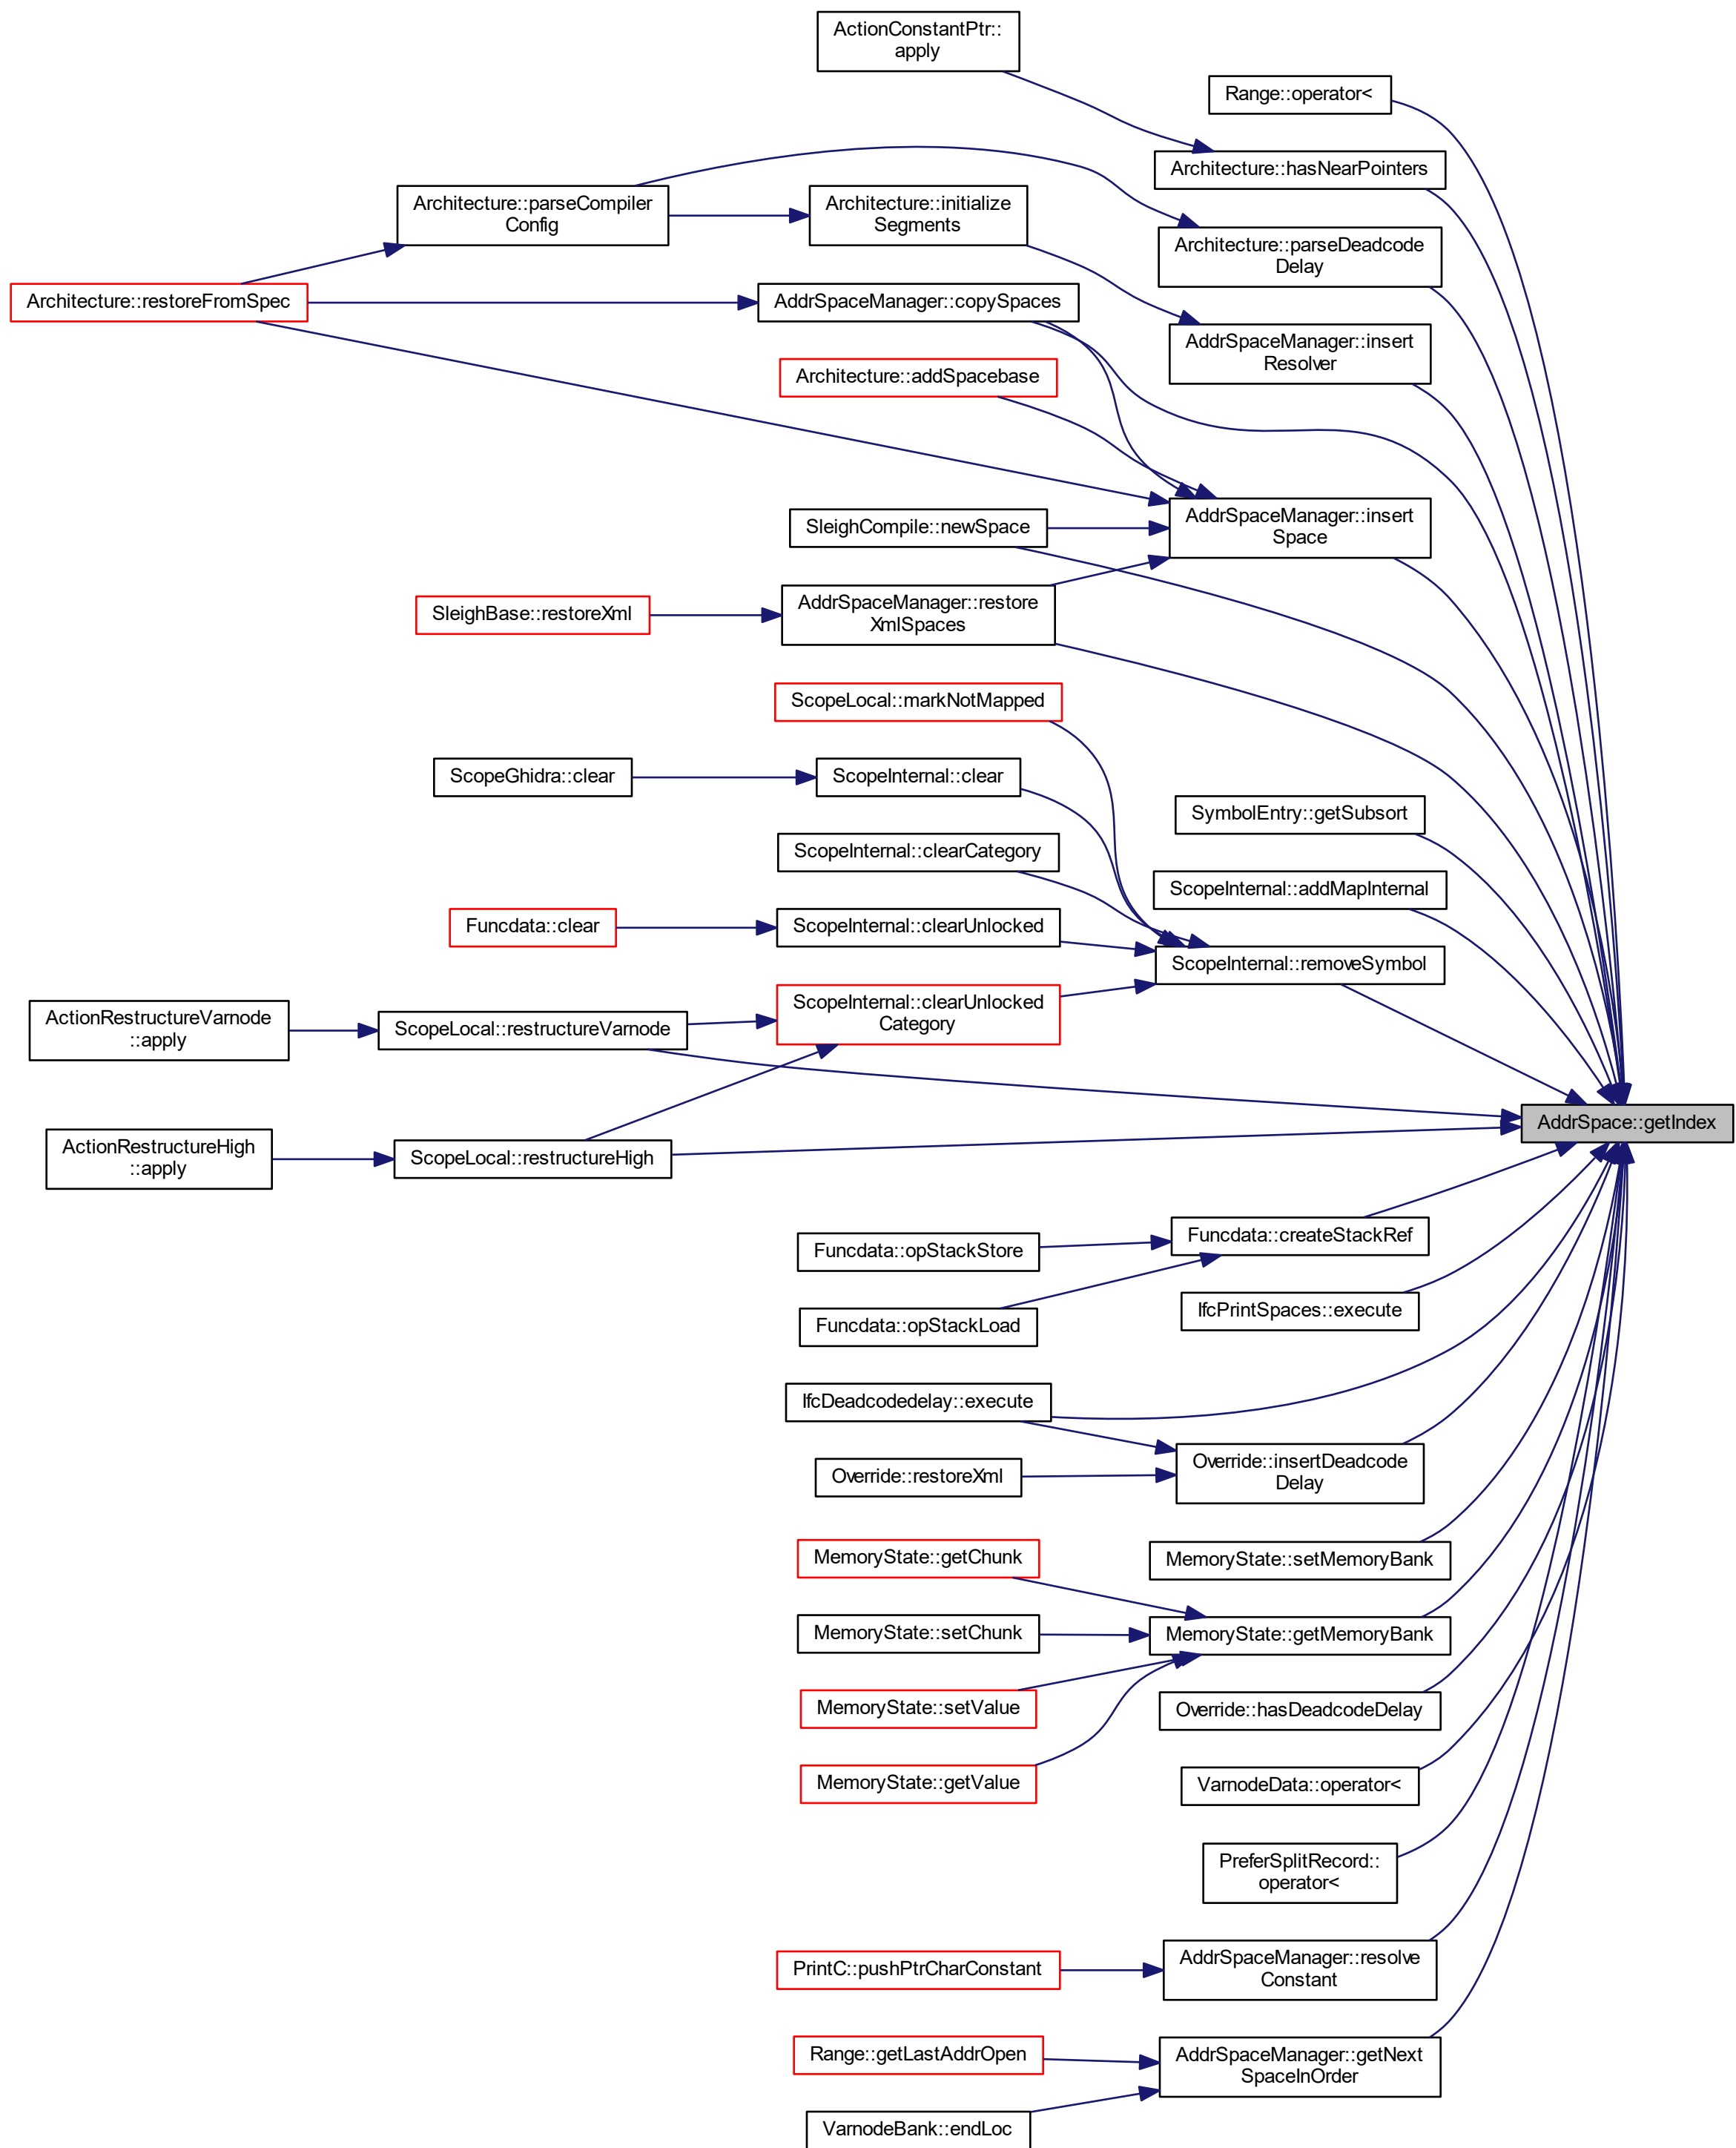 ActionConstantPtr::
apply
Range::operator<
Architecture::hasNearPointers
Architecture::parseCompiler
Config
Architecture::initialize
Segments
Architecture::parseDeadcode
Delay
Architecture::restoreFromSpec
AddrSpaceManager::copySpaces
AddrSpaceManager::insert
Resolver
Architecture::addSpacebase
SleighCompile::newSpace
AddrSpaceManager::insert
Space
SleighBase::restoreXml
AddrSpaceManager::restore
XmlSpaces
ScopeLocal::markNotMapped
ScopeGhidra::clear
ScopeInternal::clear
SymbolEntry::getSubsort
ScopeInternal::clearCategory
ScopeInternal::addMapInternal
Funcdata::clear
ScopeInternal::clearUnlocked
ScopeInternal::removeSymbol
ActionRestructureVarnode
::apply
ScopeLocal::restructureVarnode
ScopeInternal::clearUnlocked
Category
AddrSpace::getIndex
ActionRestructureHigh
::apply
ScopeLocal::restructureHigh
Funcdata::opStackStore
Funcdata::createStackRef
Funcdata::opStackLoad
IfcPrintSpaces::execute
IfcDeadcodedelay::execute
Override::restoreXml
Override::insertDeadcode
Delay
MemoryState::getChunk
MemoryState::setMemoryBank
MemoryState::setChunk
MemoryState::getMemoryBank
MemoryState::setValue
Override::hasDeadcodeDelay
MemoryState::getValue
VarnodeData::operator<
PreferSplitRecord::
operator<
PrintC::pushPtrCharConstant
AddrSpaceManager::resolve
Constant
Range::getLastAddrOpen
AddrSpaceManager::getNext
SpaceInOrder
VarnodeBank::endLoc